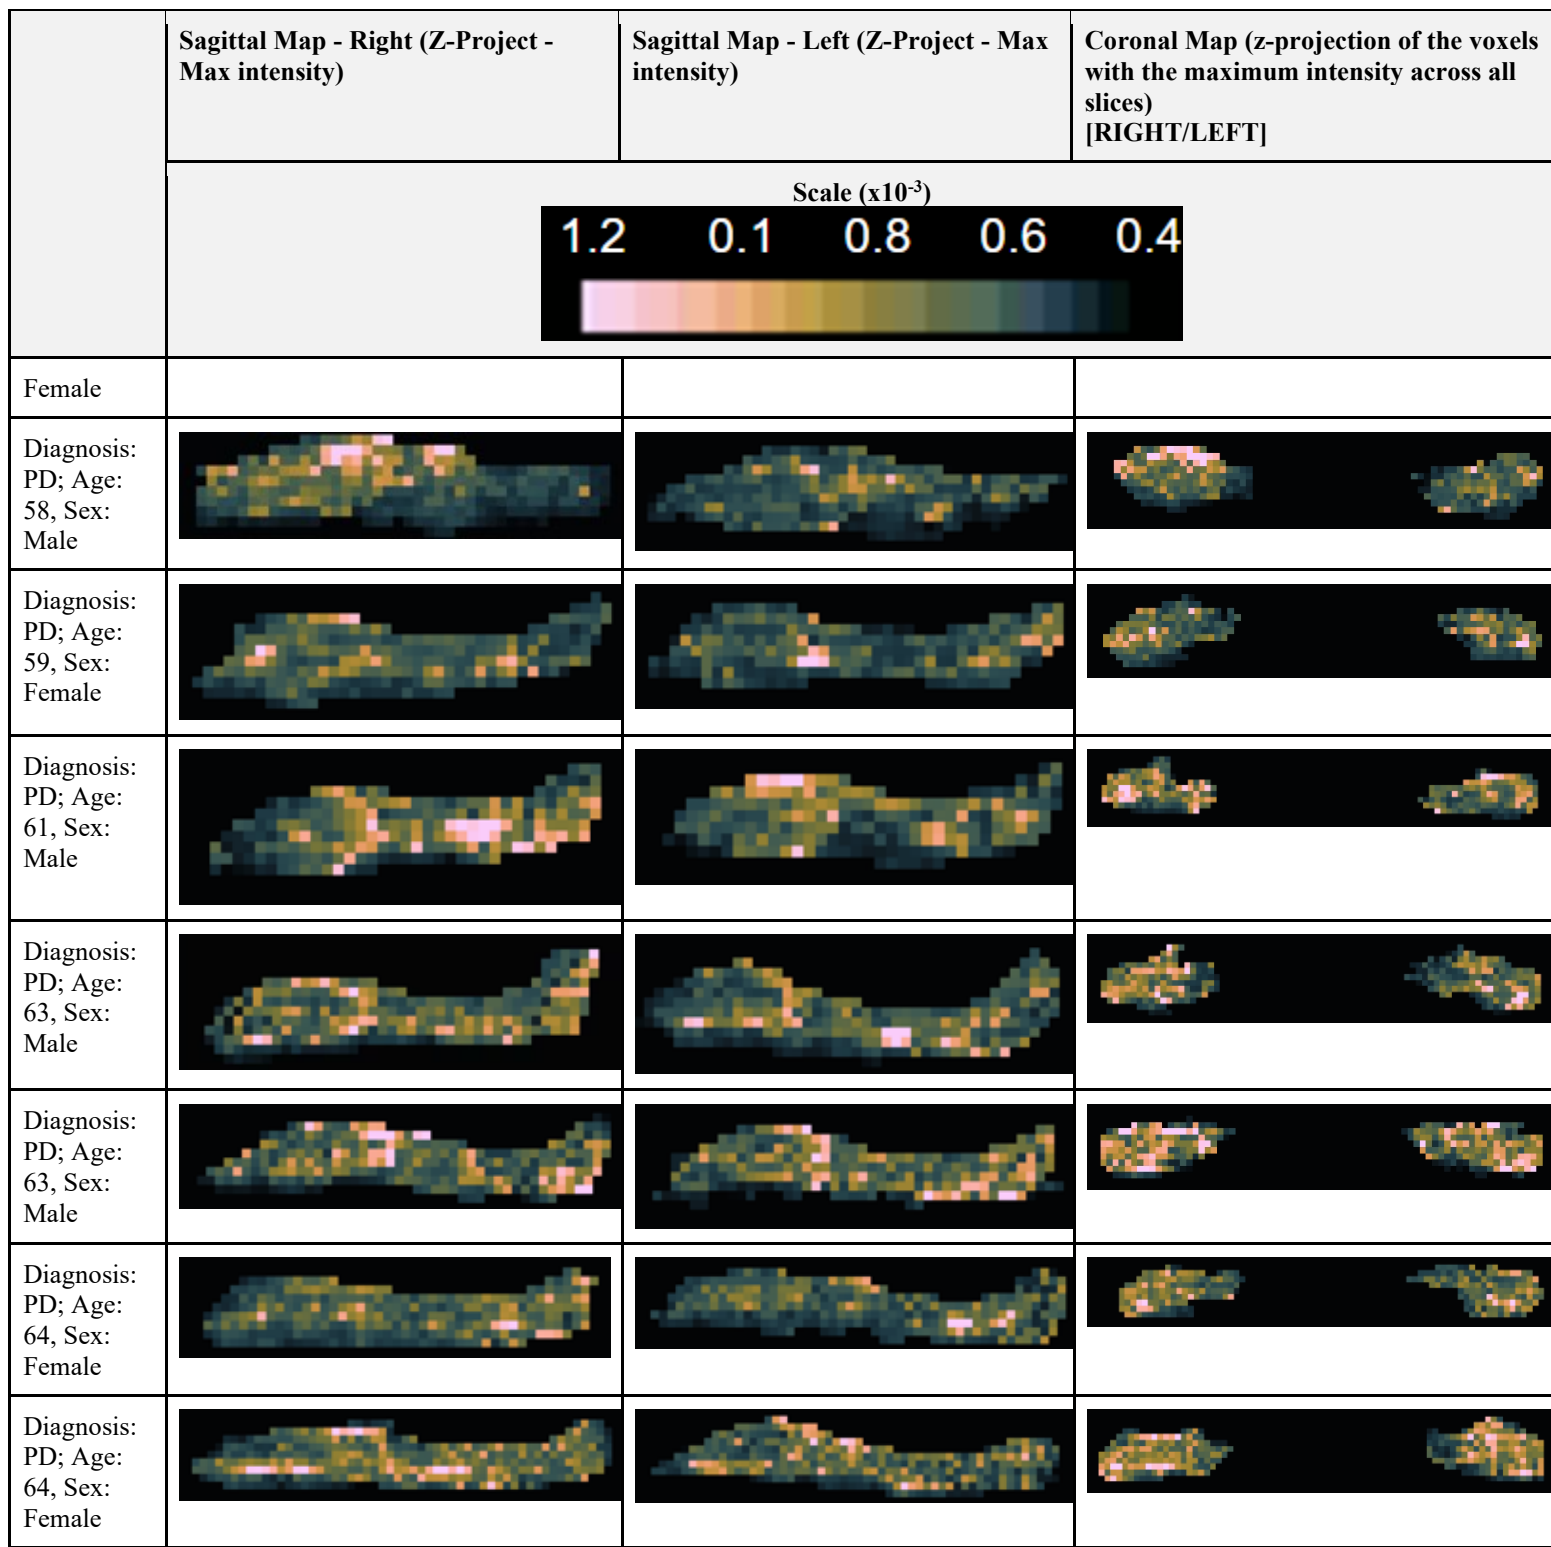 Sagittal Map - Right (Z-Project -
Max intensity)
Sagittal Map - Left (Z-Project - Max
intensity)
Coronal Map (z-projection of the voxels
with the maximum intensity across all
slices)
[RIGHT/LEFT]
Scale (x10⁻³)
1.2 0.1 0.8 0.6 0.4
Female
Diagnosis:
PD; Age:
58, Sex:
Male
Diagnosis:
PD; Age:
59, Sex:
Female
Diagnosis:
PD; Age:
61, Sex:
Male
Diagnosis:
PD; Age:
63, Sex:
Male
Diagnosis:
PD; Age:
63, Sex:
Male
Diagnosis:
PD; Age:
64, Sex:
Female
Diagnosis:
PD; Age:
64, Sex:
Female